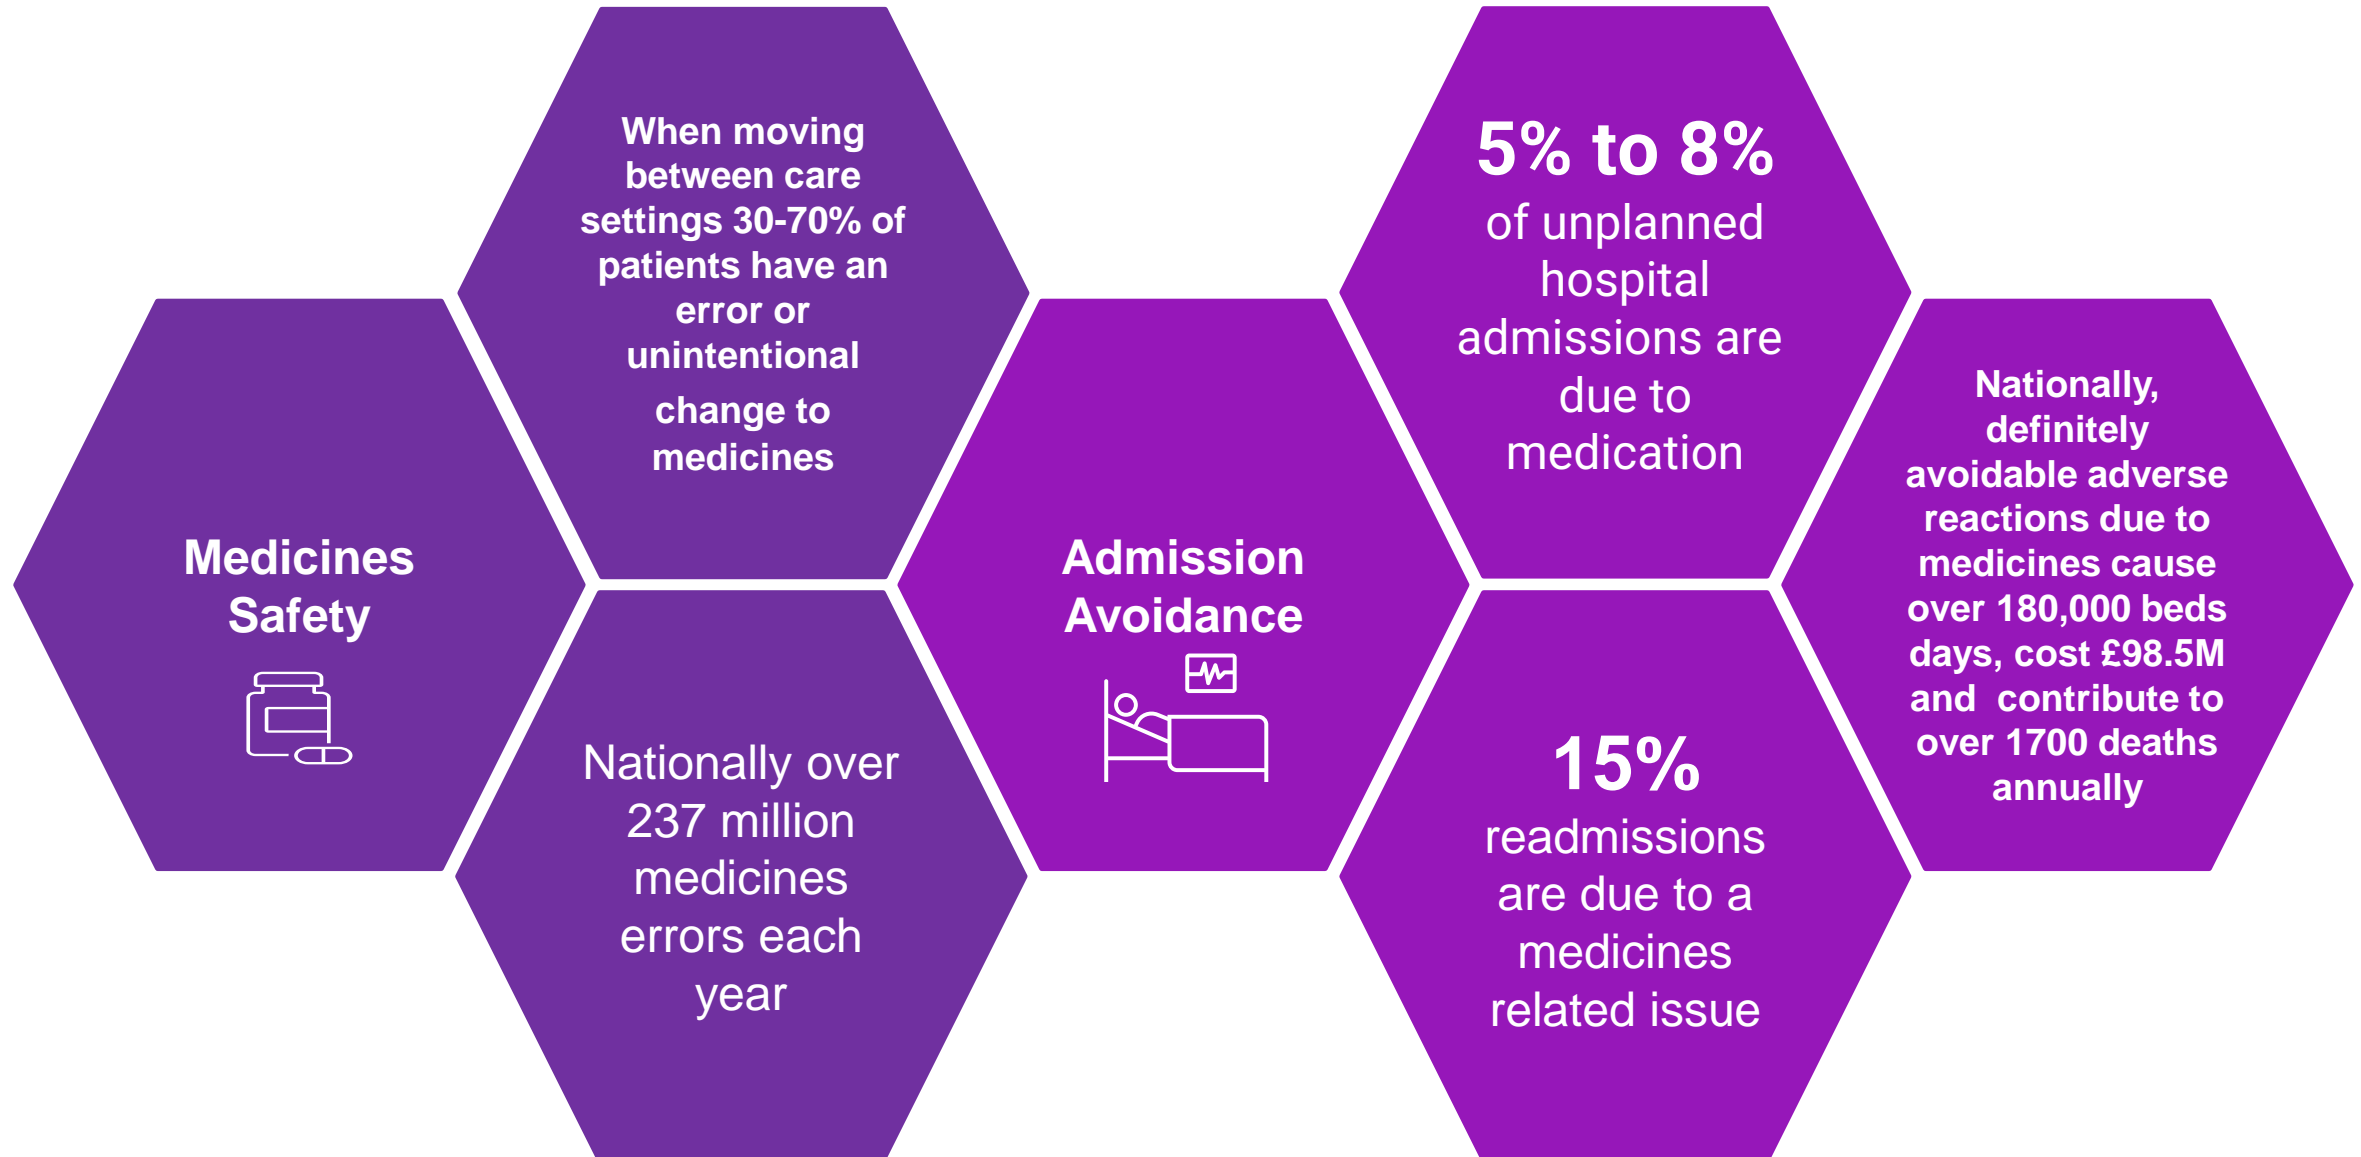 Medicines
Safety
When moving
between care
settings 30-70% of
patients have an
error or
unintentional
change to
medicines
Nationally over
237 million
medicines
errors each
year
Admission
Avoidance
5% to 8%
of unplanned
hospital
admissions are
due to
medication
15%
readmissions
are due to a
medicines
related issue
Nationally,
definitely
avoidable adverse
reactions due to
medicines cause
over 180,000 beds
days, cost £98.5M
and  contribute to
over 1700 deaths
annually